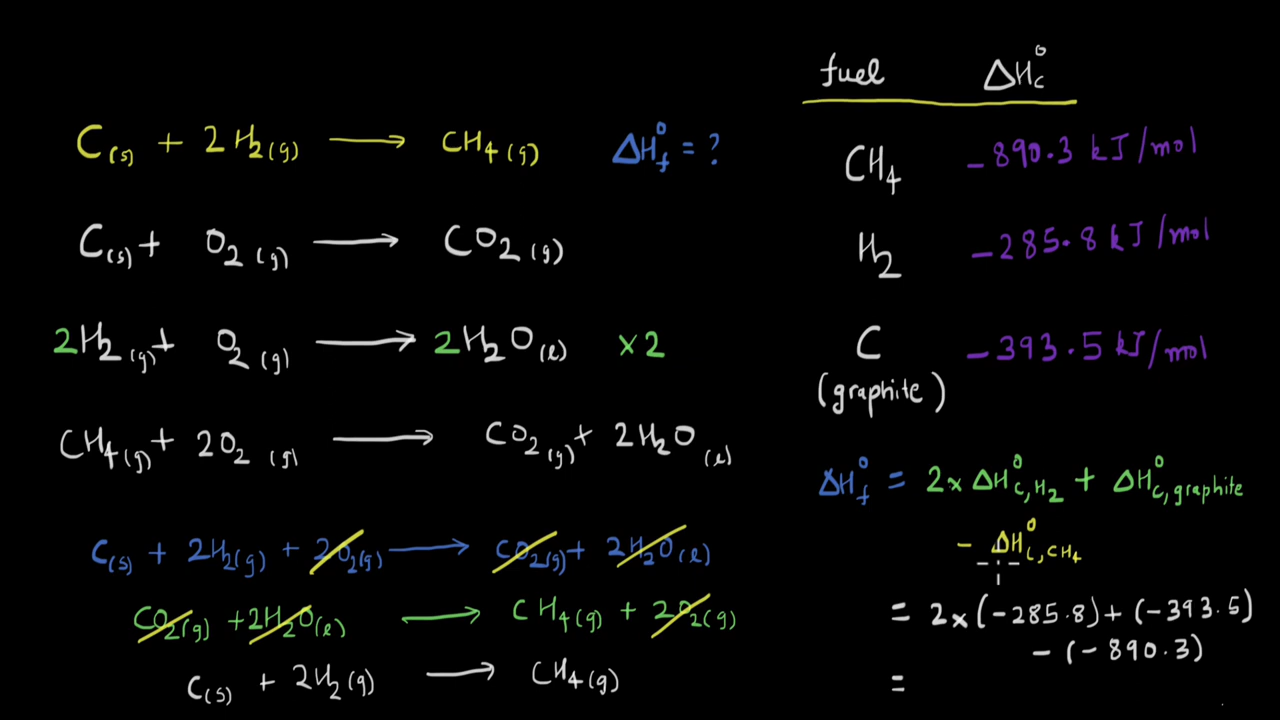 C(s) + 2H₂(g) ⟶ CH₄(g) ΔH°f = ?
C(s) + O₂(g) ⟶ CO₂(g)
2H₂(g) + O₂(g) ⟶ 2H₂O(l) ×2
CH₄(g) + 2O₂(g) ⟶ CO₂(g) + 2H₂O(l)
C(s) + 2H₂(g) + 2O₂(g) ⟶ CO₂(g) + 2H₂O(l)
CO₂(g) + 2H₂O(l) ⟶ CH₄(g) + 2O₂(g)
C(s) + 2H₂(g) ⟶ CH₄(g)
fuel ΔH°c
CH₄ -890.3 kJ/mol
H₂ -285.8 kJ/mol
C -393.5 kJ/mol
(graphite)
ΔH°f = 2× ΔH°c,H₂ + ΔH°c,graphite
- ΔH°c,CH₄
= 2×(-285.8) + (-393.5)
- (-890.3)
=